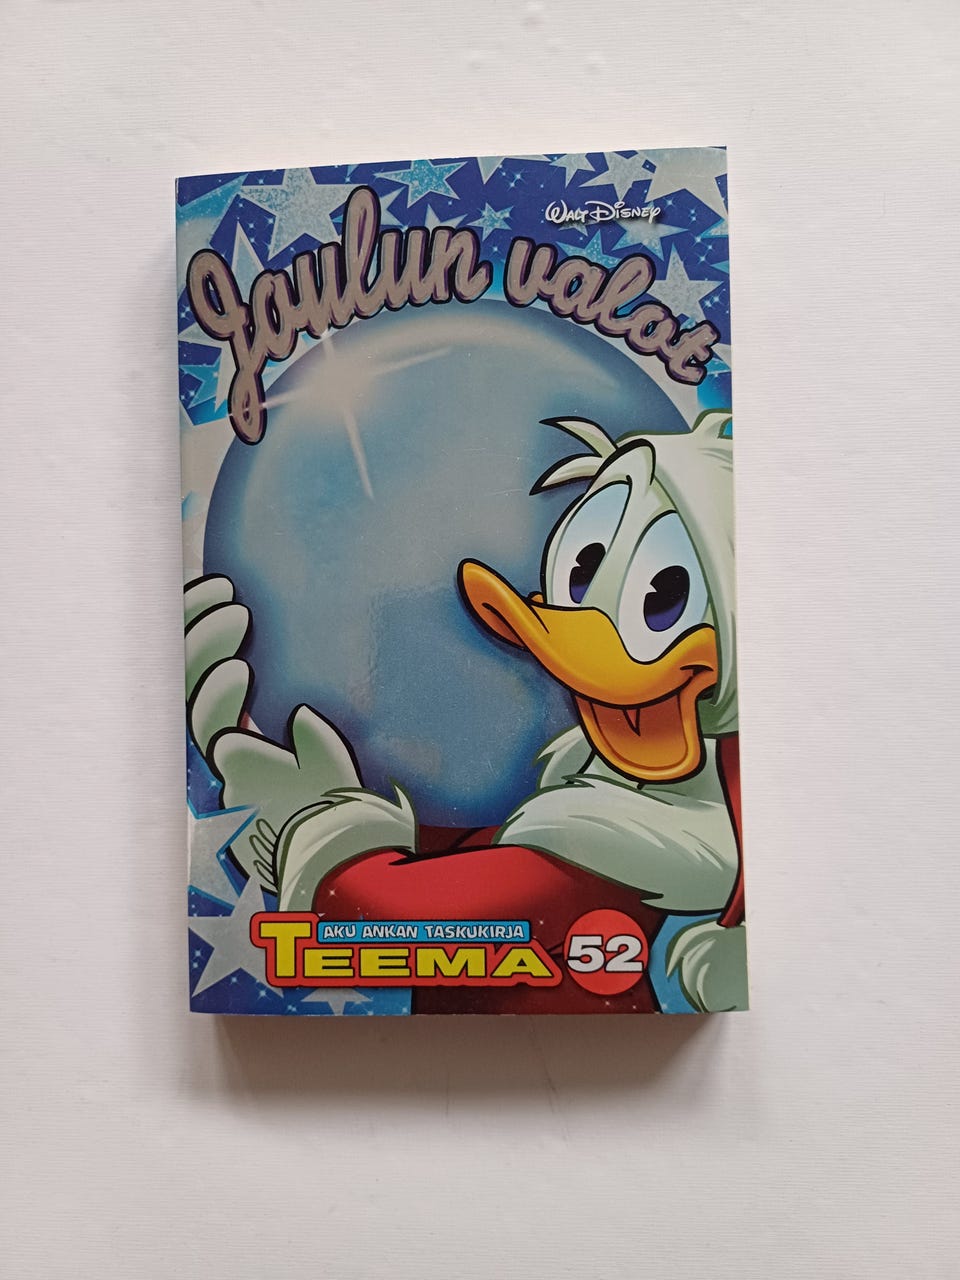 WALT DISNEY
Joulun valot
AKU ANKAN TASKUKIRJA
TEEMA 52